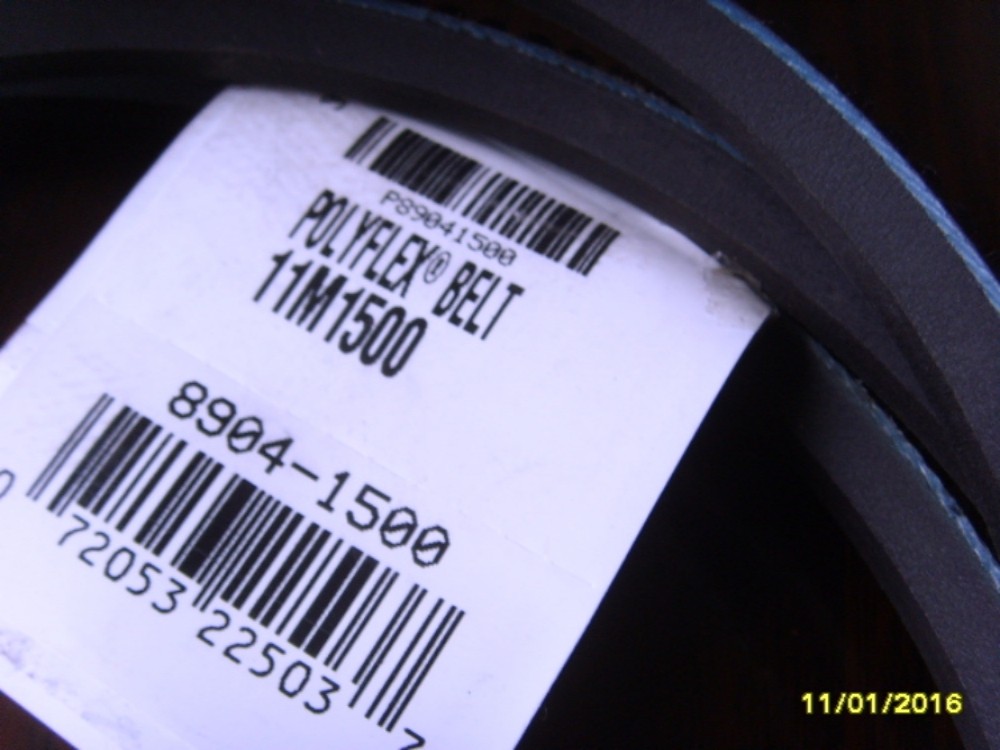 P89041500
POLYFLEX® BELT
11M1500
8904-1500
0 72053 22503 7
11/01/2016